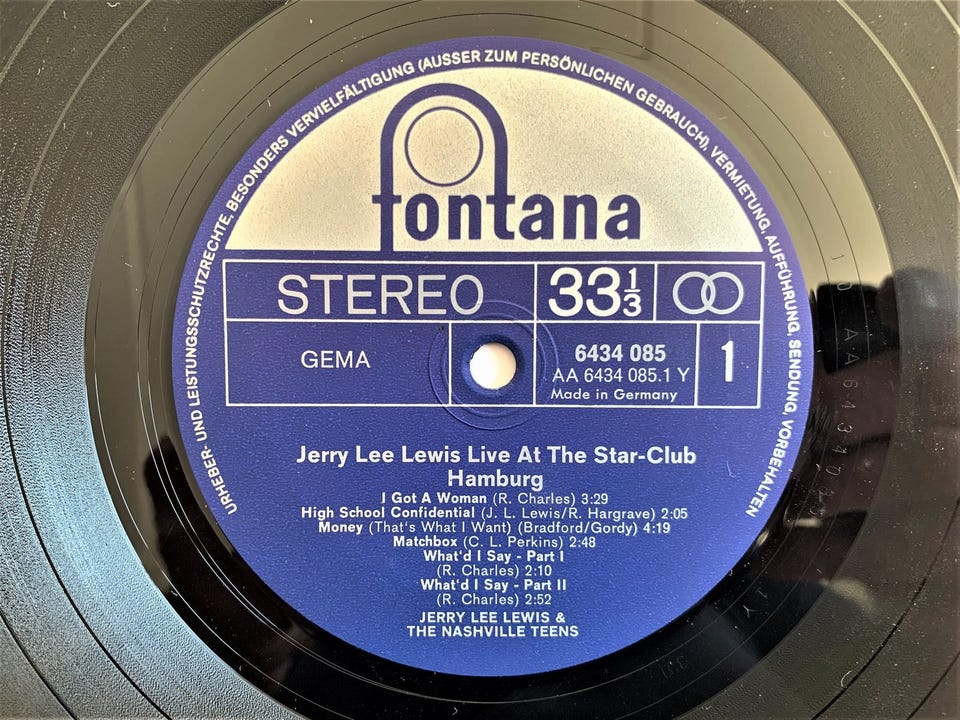 URHEBER- UND LEISTUNGSSCHUTZRECHTE, BESONDERS VERVIELFÄLTIGUNG (AUSSER ZUM PERSÖNLICHEN GEBRAUCH), VERMIETUNG, AUFFÜHRUNG, SENDUNG, VORBEHALTEN
fontana
STEREO 33⅓
GEMA 6434 085 1
AA 6434 085.1 Y
Made in Germany
Jerry Lee Lewis Live At The Star-Club
Hamburg
I Got A Woman (R. Charles) 3:29
High School Confidential (J. L. Lewis/R. Hargrave) 2:05
Money (That's What I Want) (Bradford/Gordy) 4:19
Matchbox (C. L. Perkins) 2:48
What'd I Say - Part I
(R. Charles) 2:10
What'd I Say - Part II
(R. Charles) 2:52
JERRY LEE LEWIS &
THE NASHVILLE TEENS